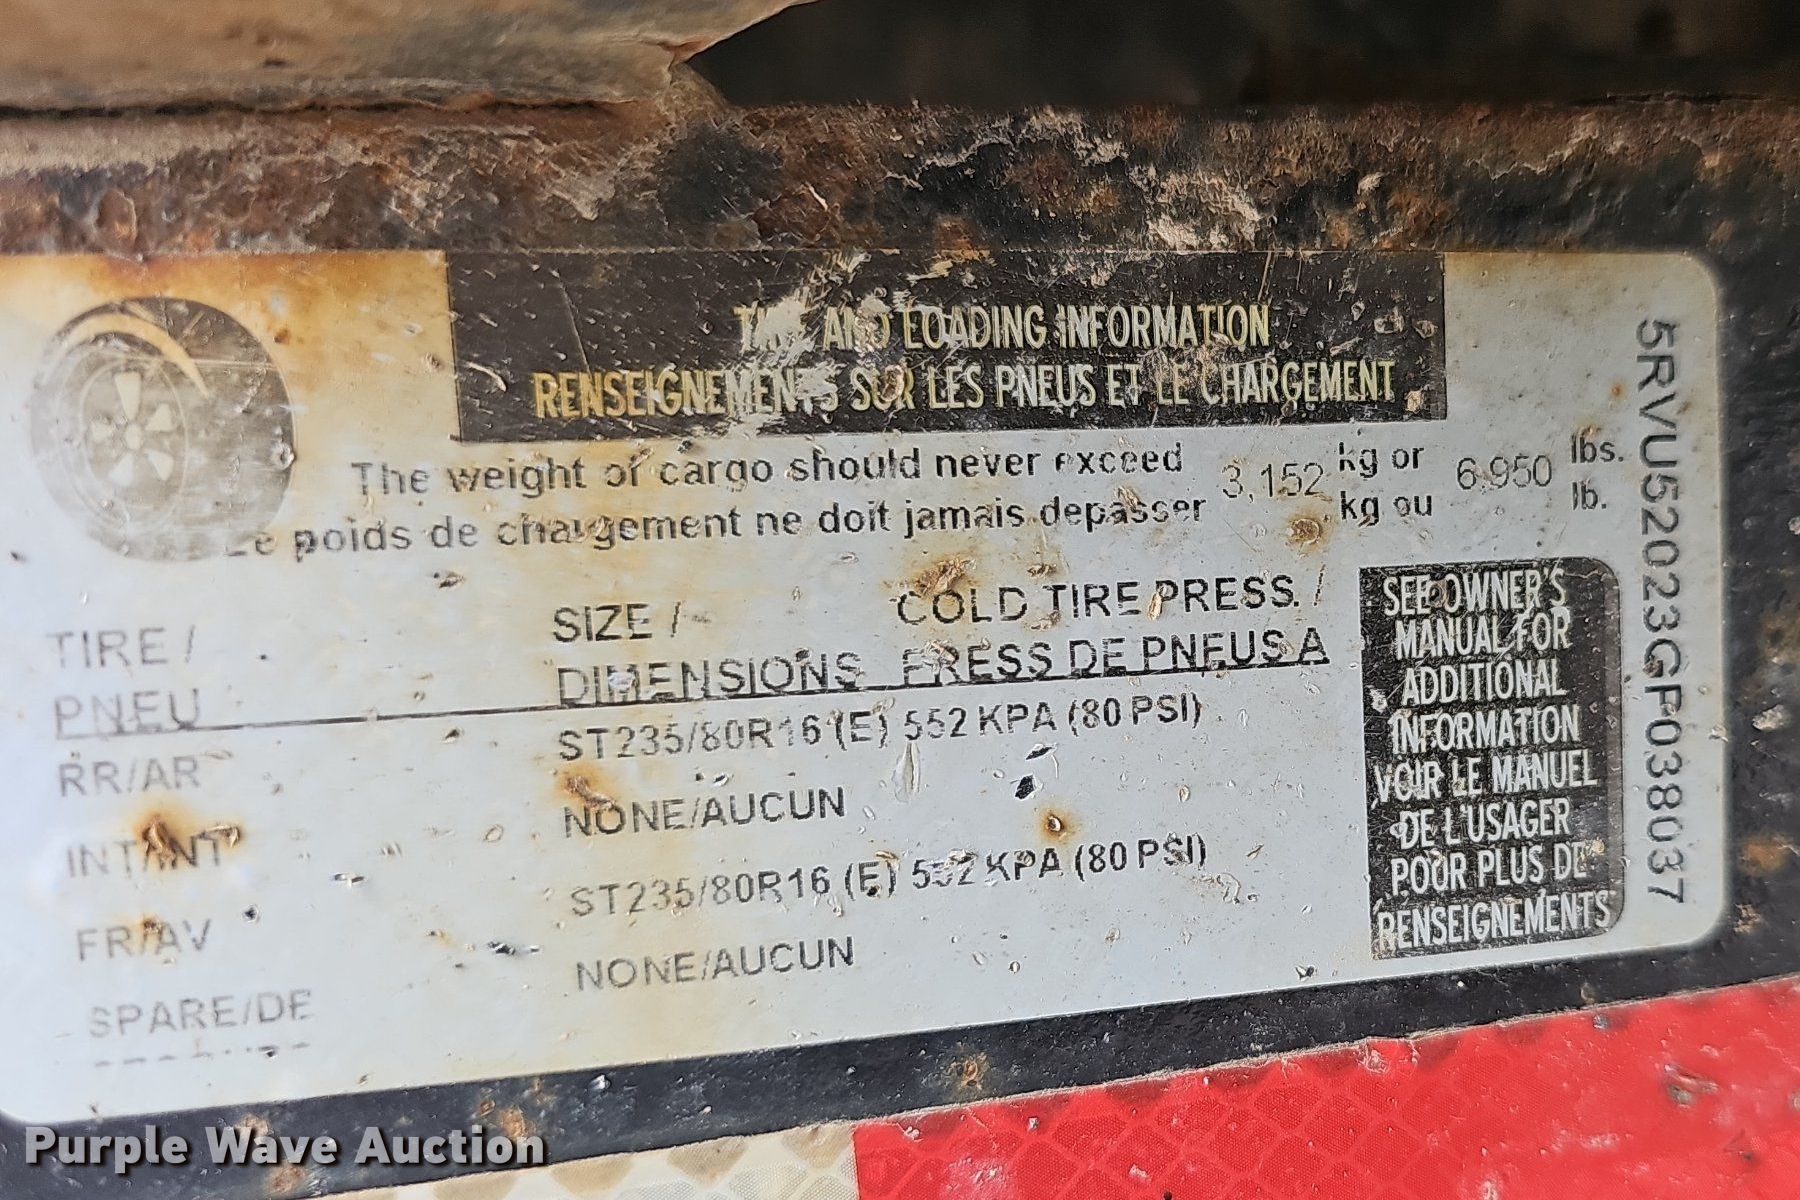 TIRE AND LOADING INFORMATION
RENSEIGNEMENTS SUR LES PNEUS ET LE CHARGEMENT
The weight of cargo should never exceed 3,152 kg or 6,950 lbs.
Le poids de chargement ne doit jamais depasser kg ou lb.
TIRE / SIZE / COLD TIRE PRESS. /
PNEU DIMENSIONS PRESS DE PNEUS A
RR/AR ST235/80R16 (E) 552 KPA (80 PSI)
INT/INT NONE/AUCUN
FR/AV ST235/80R16 (E) 552 KPA (80 PSI)
SPARE/DE NONE/AUCUN
SEE OWNER'S
MANUAL FOR
ADDITIONAL
INFORMATION
VOIR LE MANUEL
DE L'USAGER
POUR PLUS DE
RENSEIGNEMENTS
5RVU52023GP038037
Purple Wave Auction